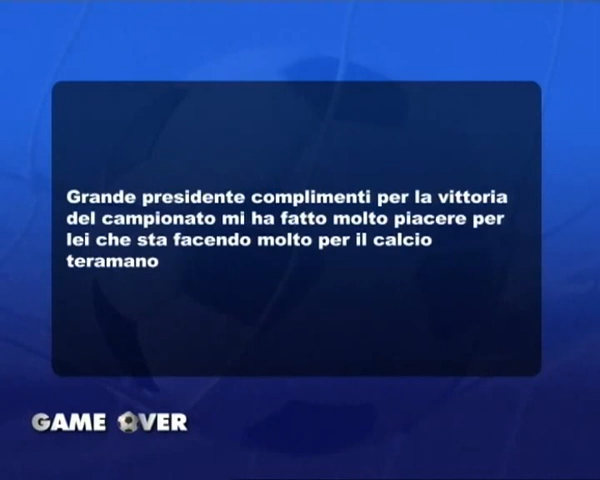 Grande presidente complimenti per la vittoria
del campionato mi ha fatto molto piacere per
lei che sta facendo molto per il calcio
teramano
GAME OVER